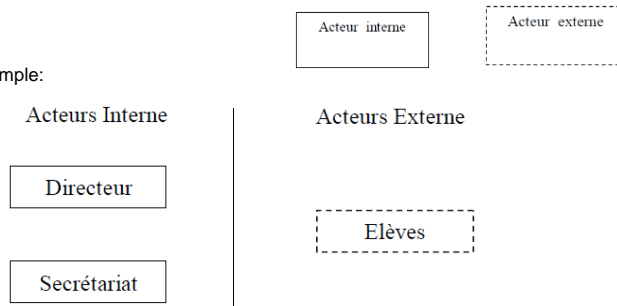 Acteur interne
Acteur externe
mple:
Acteurs Interne
Acteurs Externe
Directeur
Elèves
Secrétariat